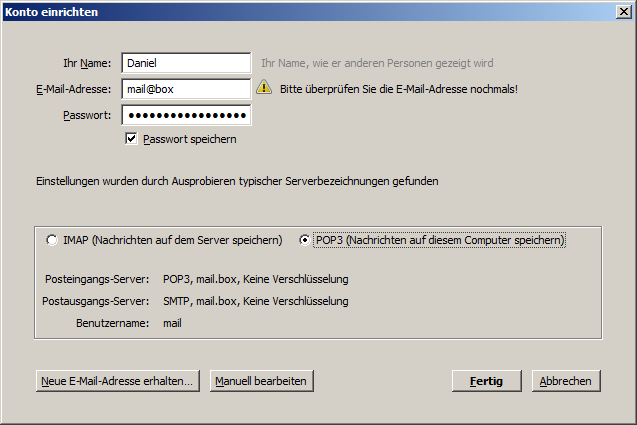 Konto einrichten
Ihr Name: Daniel Ihr Name, wie er anderen Personen gezeigt wird
E-Mail-Adresse: mail@box Bitte überprüfen Sie die E-Mail-Adresse nochmals!
Passwort: ●●●●●●●●●●●●●●●●●
Passwort speichern
Einstellungen wurden durch Ausprobieren typischer Serverbezeichnungen gefunden
IMAP (Nachrichten auf dem Server speichern) POP3 (Nachrichten auf diesem Computer speichern)
Posteingangs-Server: POP3, mail.box, Keine Verschlüsselung
Postausgangs-Server: SMTP, mail.box, Keine Verschlüsselung
Benutzername: mail
Neue E-Mail-Adresse erhalten... Manuell bearbeiten Fertig Abbrechen